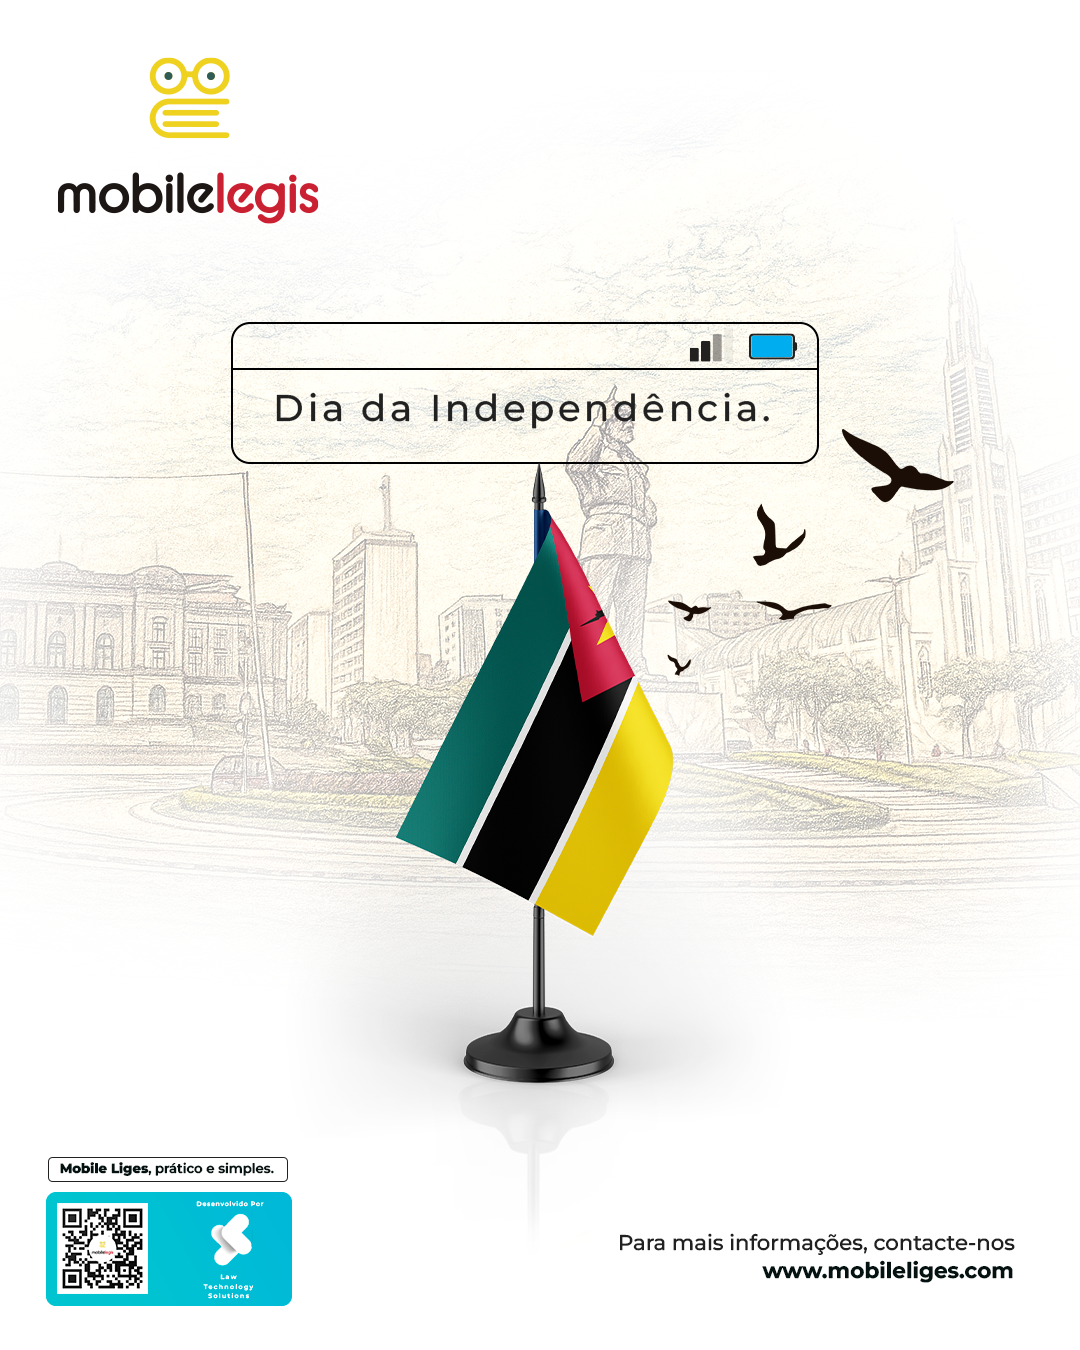 mobilelegis
Dia da Independência.
Mobile Liges, prático e simples.
Desenvolvido Por
mobilelegis
Law
Technology
Solutions
Para mais informações, contacte-nos
www.mobileliges.com